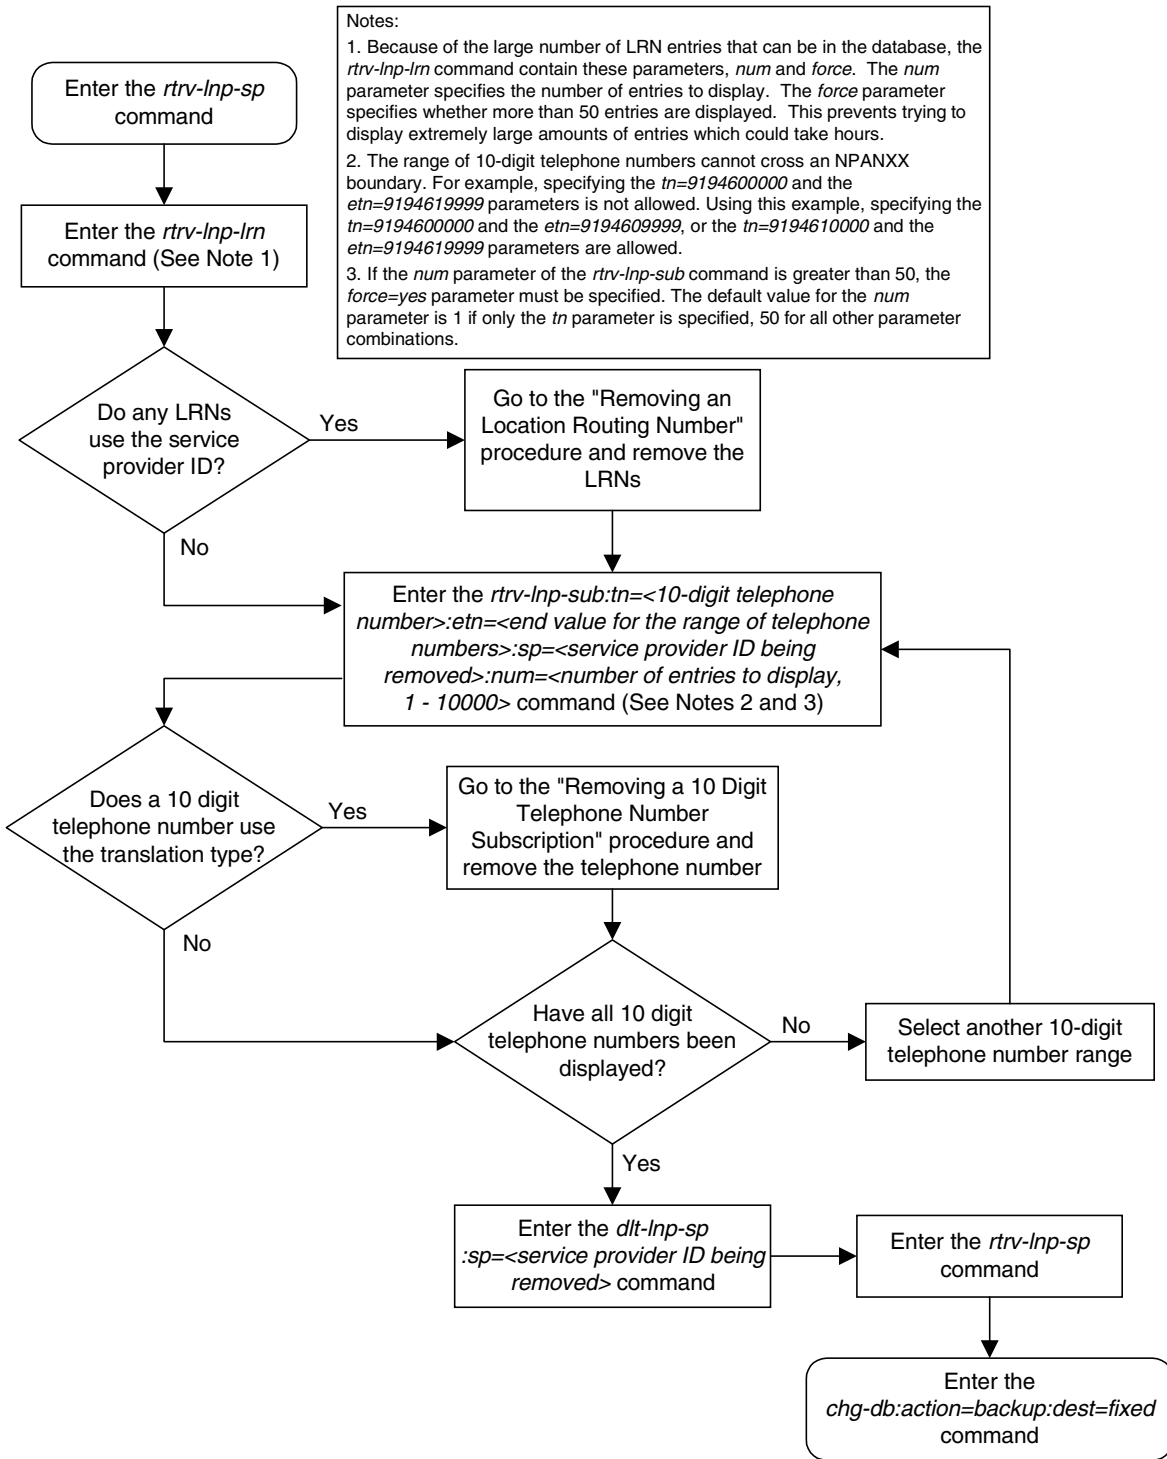 Notes:
1. Because of the large number of LRN entries that can be in the database, the
rtrv-lnp-lrn command contain these parameters, num and force. The num
parameter specifies the number of entries to display. The force parameter
specifies whether more than 50 entries are displayed. This prevents trying to
display extremely large amounts of entries which could take hours.
2. The range of 10-digit telephone numbers cannot cross an NPANXX
boundary. For example, specifying the tn=9194600000 and the
etn=9194619999 parameters is not allowed. Using this example, specifying the
tn=9194600000 and the etn=9194609999, or the tn=9194610000 and the
etn=9194619999 parameters are allowed.
3. If the num parameter of the rtrv-lnp-sub command is greater than 50, the
force=yes parameter must be specified. The default value for the num
parameter is 1 if only the tn parameter is specified, 50 for all other parameter
combinations.
Enter the rtrv-lnp-sp
command
Enter the rtrv-lnp-lrn
command (See Note 1)
Do any LRNs
use the service
provider ID?
Yes
Go to the "Removing an
Location Routing Number"
procedure and remove the
LRNs
No
Enter the rtrv-lnp-sub:tn=<10-digit telephone
number>:etn=<end value for the range of telephone
numbers>:sp=<service provider ID being
removed>:num=<number of entries to display,
1 - 10000> command (See Notes 2 and 3)
Does a 10 digit
telephone number use
the translation type?
Yes
Go to the "Removing a 10 Digit
Telephone Number
Subscription" procedure and
remove the telephone number
No
Have all 10 digit
telephone numbers been
displayed?
No
Select another 10-digit
telephone number range
Yes
Enter the dlt-lnp-sp
:sp=<service provider ID being
removed> command
Enter the rtrv-lnp-sp
command
Enter the
chg-db:action=backup:dest=fixed
command